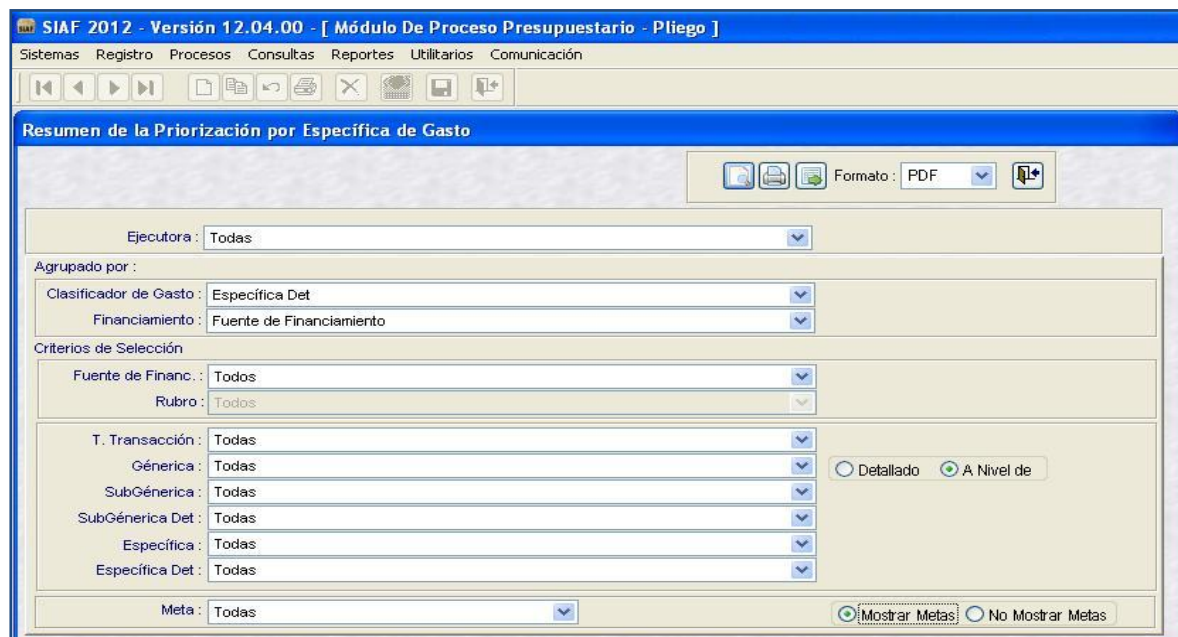 SIAF SIAF 2012 - Versión 12.04.00 - [ Módulo De Proceso Presupuestario - Pliego ]
Sistemas Registro Procesos Consultas Reportes Utilitarios Comunicación
Resumen de la Priorización por Específica de Gasto
Formato : PDF
Ejecutora : Todas
Agrupado por :
Clasificador de Gasto : Específica Det
Financiamiento : Fuente de Financiamiento
Criterios de Selección
Fuente de Financ. : Todos
Rubro : Todos
T. Transacción : Todas
Génerica : Todas
Detallado A Nivel de
SubGénerica : Todas
SubGénerica Det : Todas
Específica : Todas
Específica Det : Todas
Meta : Todas
Mostrar Metas No Mostrar Metas